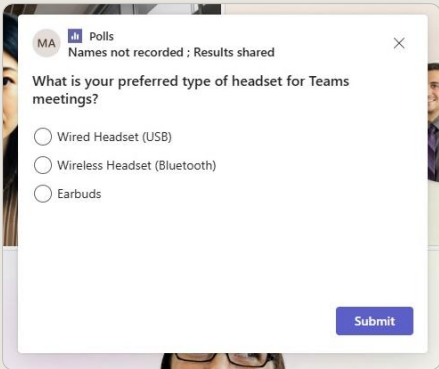 MA
Polls
Names not recorded ; Results shared
What is your preferred type of headset for Teams
meetings?
Wired Headset (USB)
Wireless Headset (Bluetooth)
Earbuds
Submit